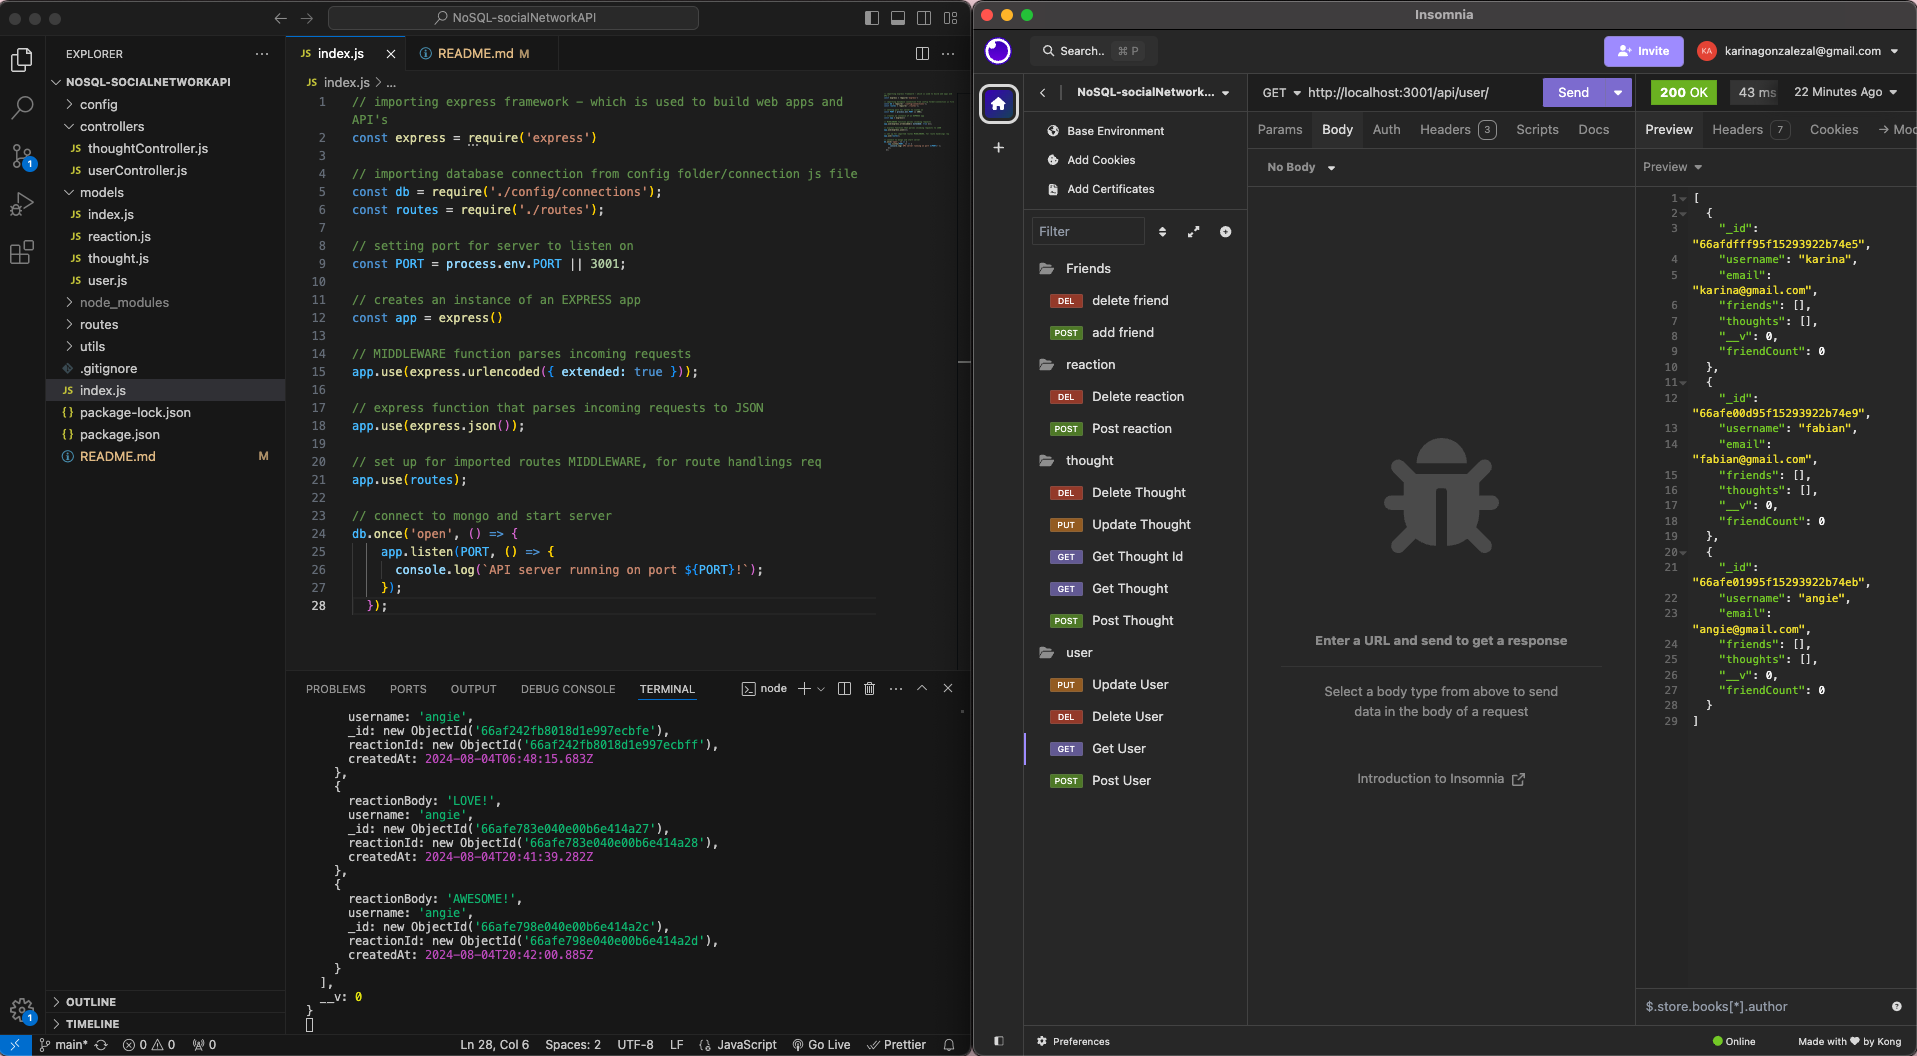 NoSQL-socialNetworkAPI
EXPLORER
NOSQL-SOCIALNETWORKAPI
config
controllers
JS thoughtController.js
JS userController.js
models
JS index.js
JS reaction.js
JS thought.js
JS user.js
node_modules
routes
utils
.gitignore
JS index.js
{} package-lock.json
{} package.json
README.md M
OUTLINE
TIMELINE
1
1
JS index.js
README.md M
JS index.js > ...
1 // importing express framework - which is used to build web apps and
API's
2 const express = require('express')
3
4 // importing database connection from config folder/connection js file
5 const db = require('./config/connections');
6 const routes = require('./routes');
7
8 // setting port for server to listen on
9 const PORT = process.env.PORT || 3001;
10
11 // creates an instance of an EXPRESS app
12 const app = express()
13
14 // MIDDLEWARE function parses incoming requests
15 app.use(express.urlencoded({ extended: true }));
16
17 // express function that parses incoming requests to JSON
18 app.use(express.json());
19
20 // set up for imported routes MIDDLEWARE, for route handlings req
21 app.use(routes);
22
23 // connect to mongo and start server
24 db.once('open', () => {
25 app.listen(PORT, () => {
26 console.log(`API server running on port ${PORT}!`);
27 });
28 });
PROBLEMS PORTS OUTPUT DEBUG CONSOLE TERMINAL node
username: 'angie',
_id: new ObjectId('66af242fb8018d1e997ecbfe'),
reactionId: new ObjectId('66af242fb8018d1e997ecbff'),
createdAt: 2024-08-04T06:48:15.683Z
},
{
reactionBody: 'LOVE!',
username: 'angie',
_id: new ObjectId('66afe783e040e00b6e414a27'),
reactionId: new ObjectId('66afe783e040e00b6e414a28'),
createdAt: 2024-08-04T20:41:39.282Z
},
{
reactionBody: 'AWESOME!',
username: 'angie',
_id: new ObjectId('66afe798e040e00b6e414a2c'),
reactionId: new ObjectId('66afe798e040e00b6e414a2d'),
createdAt: 2024-08-04T20:42:00.885Z
}
],
__v: 0
}
main* 0 0 0 Ln 28, Col 6 Spaces: 2 UTF-8 LF {} JavaScript Go Live Prettier
Insomnia
Search.. ⌘ P
Invite
KA karinagonzalezal@gmail.com
NoSQL-socialNetwork...
Base Environment
Add Cookies
Add Certificates
Filter
Friends
DEL delete friend
POST add friend
reaction
DEL Delete reaction
POST Post reaction
thought
DEL Delete Thought
PUT Update Thought
GET Get Thought Id
GET Get Thought
POST Post Thought
user
PUT Update User
DEL Delete User
GET Get User
POST Post User
Preferences
GET http://localhost:3001/api/user/ Send
Params Body Auth Headers 3 Scripts Docs
No Body
Enter a URL and send to get a response
Select a body type from above to send
data in the body of a request
Introduction to Insomnia
200 OK 43 ms 22 Minutes Ago
Preview Headers 7 Cookies → Moc
Preview
1 [
2 {
3 "_id":
"66afdfff95f15293922b74e5",
4 "username": "karina",
5 "email":
"karina@gmail.com",
6 "friends": [],
7 "thoughts": [],
8 "__v": 0,
9 "friendCount": 0
10 },
11 {
12 "_id":
"66afe00d95f15293922b74e9",
13 "username": "fabian",
14 "email":
"fabian@gmail.com",
15 "friends": [],
16 "thoughts": [],
17 "__v": 0,
18 "friendCount": 0
19 },
20 {
21 "_id":
"66afe01995f15293922b74eb",
22 "username": "angie",
23 "email":
"angie@gmail.com",
24 "friends": [],
25 "thoughts": [],
26 "__v": 0,
27 "friendCount": 0
28 }
29 ]
$.store.books[*].author
Online
Made with by Kong